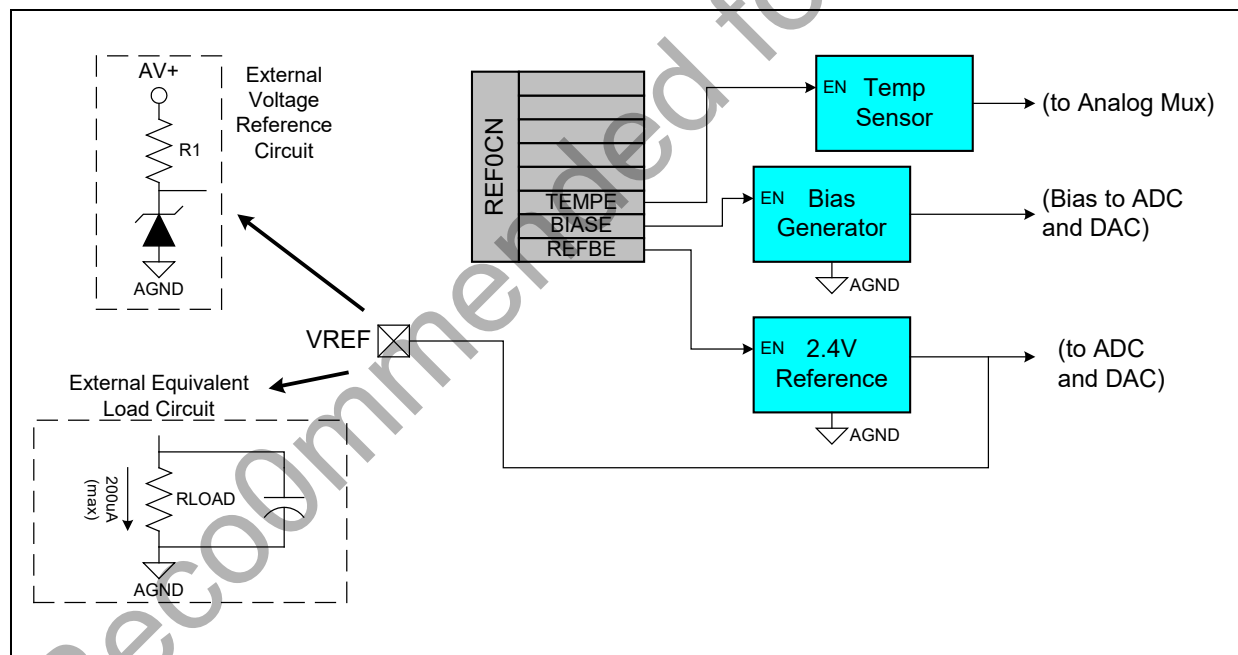 AV+
External
Voltage
Reference
Circuit
R1
AGND
REF0CN
TEMPE
BIASE
REFBE
EN
Temp
Sensor
(to Analog Mux)
EN
Bias
Generator
(Bias to ADC
and DAC)
AGND
VREF
EN
2.4V
Reference
(to ADC
and DAC)
AGND
External Equivalent
Load Circuit
200uA
(max)
RLOAD
AGND
Rec0mmended fo